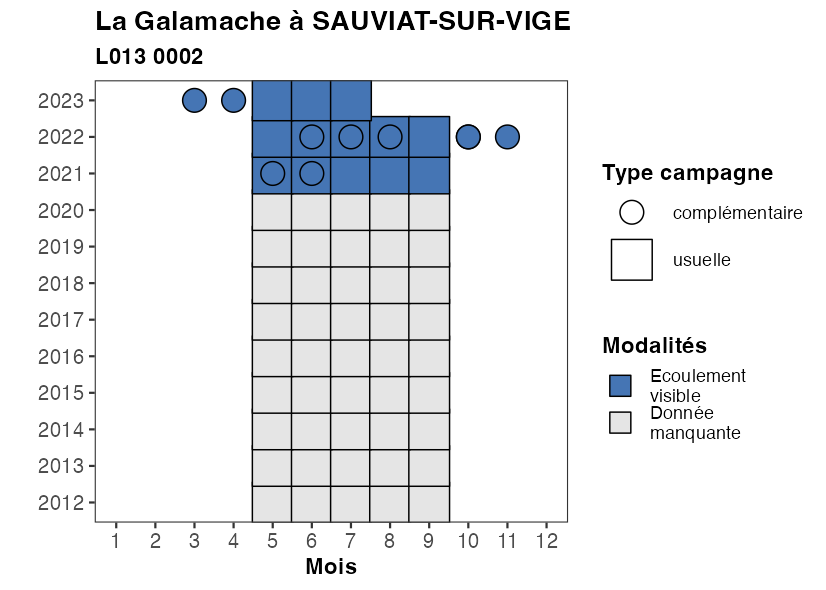 La Galamache à SAUVIAT-SUR-VIGE
L013 0002
2023
2022
2021
2020
2019
2018
2017
2016
2015
2014
2013
2012
1 2 3 4 5 6 7 8 9 10 11 12
Mois
Type campagne
complémentaire
usuelle
Modalités
Ecoulement
visible
Donnée
manquante